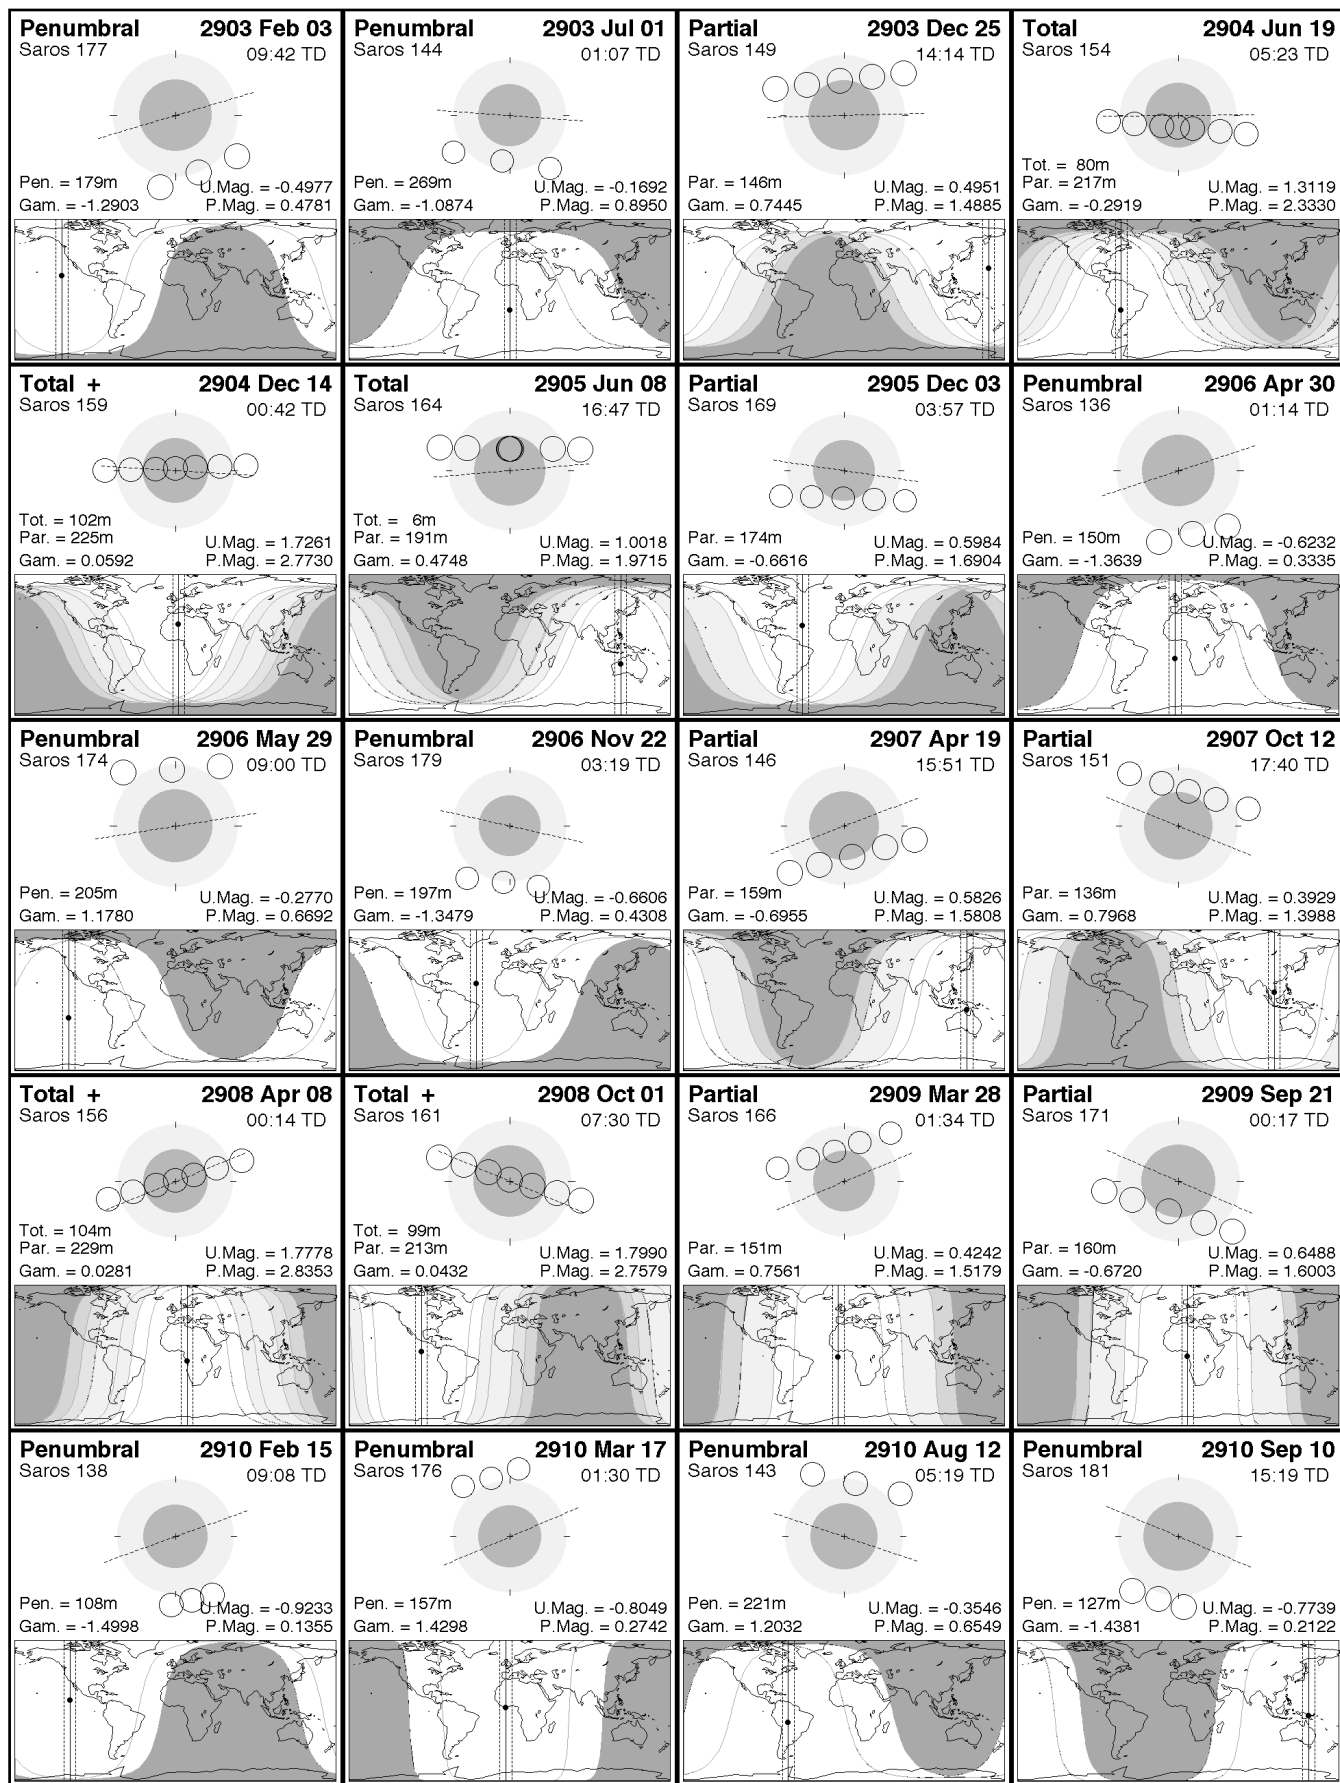 Penumbral 2903 Feb 03
Saros 177 09:42 TD
Pen. = 179m U.Mag. = -0.4977
Gam. = -1.2903 P.Mag. = 0.4781
Penumbral 2903 Jul 01
Saros 144 01:07 TD
Pen. = 269m U.Mag. = -0.1692
Gam. = -1.0874 P.Mag. = 0.8950
Partial 2903 Dec 25
Saros 149 14:14 TD
Par. = 146m U.Mag. = 0.4951
Gam. = 0.7445 P.Mag. = 1.4885
Total 2904 Jun 19
Saros 154 05:23 TD
Tot. = 80m
Par. = 217m U.Mag. = 1.3119
Gam. = -0.2919 P.Mag. = 2.3330
Total + 2904 Dec 14
Saros 159 00:42 TD
Tot. = 102m
Par. = 225m U.Mag. = 1.7261
Gam. = 0.0592 P.Mag. = 2.7730
Total 2905 Jun 08
Saros 164 16:47 TD
Tot. = 6m
Par. = 191m U.Mag. = 1.0018
Gam. = 0.4748 P.Mag. = 1.9715
Partial 2905 Dec 03
Saros 169 03:57 TD
Par. = 174m U.Mag. = 0.5984
Gam. = -0.6616 P.Mag. = 1.6904
Penumbral 2906 Apr 30
Saros 136 01:14 TD
Pen. = 150m U.Mag. = -0.6232
Gam. = -1.3639 P.Mag. = 0.3335
Penumbral 2906 May 29
Saros 174 09:00 TD
Pen. = 205m U.Mag. = -0.2770
Gam. = 1.1780 P.Mag. = 0.6692
Penumbral 2906 Nov 22
Saros 179 03:19 TD
Pen. = 197m U.Mag. = -0.6606
Gam. = -1.3479 P.Mag. = 0.4308
Partial 2907 Apr 19
Saros 146 15:51 TD
Par. = 159m U.Mag. = 0.5826
Gam. = -0.6955 P.Mag. = 1.5808
Partial 2907 Oct 12
Saros 151 17:40 TD
Par. = 136m U.Mag. = 0.3929
Gam. = 0.7968 P.Mag. = 1.3988
Total + 2908 Apr 08
Saros 156 00:14 TD
Tot. = 104m
Par. = 229m U.Mag. = 1.7778
Gam. = 0.0281 P.Mag. = 2.8353
Total + 2908 Oct 01
Saros 161 07:30 TD
Tot. = 99m
Par. = 213m U.Mag. = 1.7990
Gam. = 0.0432 P.Mag. = 2.7579
Partial 2909 Mar 28
Saros 166 01:34 TD
Par. = 151m U.Mag. = 0.4242
Gam. = 0.7561 P.Mag. = 1.5179
Partial 2909 Sep 21
Saros 171 00:17 TD
Par. = 160m U.Mag. = 0.6488
Gam. = -0.6720 P.Mag. = 1.6003
Penumbral 2910 Feb 15
Saros 138 09:08 TD
Pen. = 108m U.Mag. = -0.9233
Gam. = -1.4998 P.Mag. = 0.1355
Penumbral 2910 Mar 17
Saros 176 01:30 TD
Pen. = 157m U.Mag. = -0.8049
Gam. = 1.4298 P.Mag. = 0.2742
Penumbral 2910 Aug 12
Saros 143 05:19 TD
Pen. = 221m U.Mag. = -0.3546
Gam. = 1.2032 P.Mag. = 0.6549
Penumbral 2910 Sep 10
Saros 181 15:19 TD
Pen. = 127m U.Mag. = -0.7739
Gam. = -1.4381 P.Mag. = 0.2122